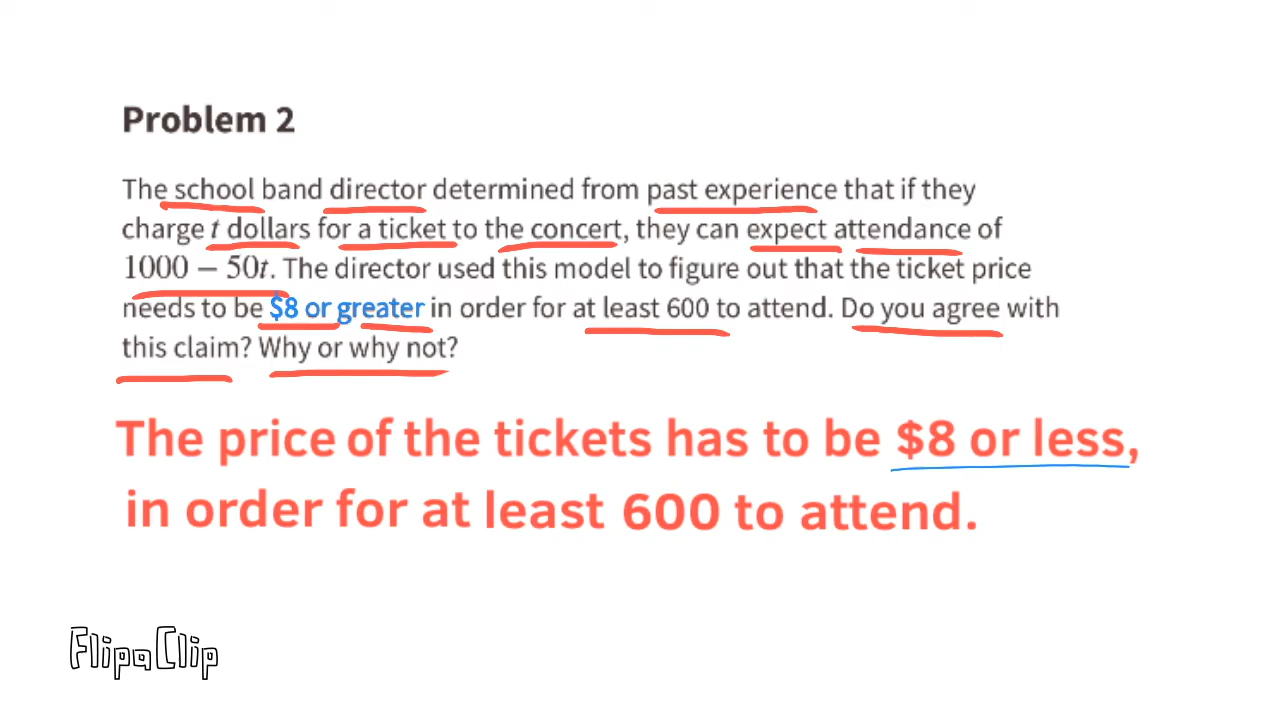 Problem 2
The school band director determined from past experience that if they
charge t dollars for a ticket to the concert, they can expect attendance of
1000 − 50t. The director used this model to figure out that the ticket price
needs to be $8 or greater in order for at least 600 to attend. Do you agree with
this claim? Why or why not?
The price of the tickets has to be $8 or less,
in order for at least 600 to attend.
FlipaClip